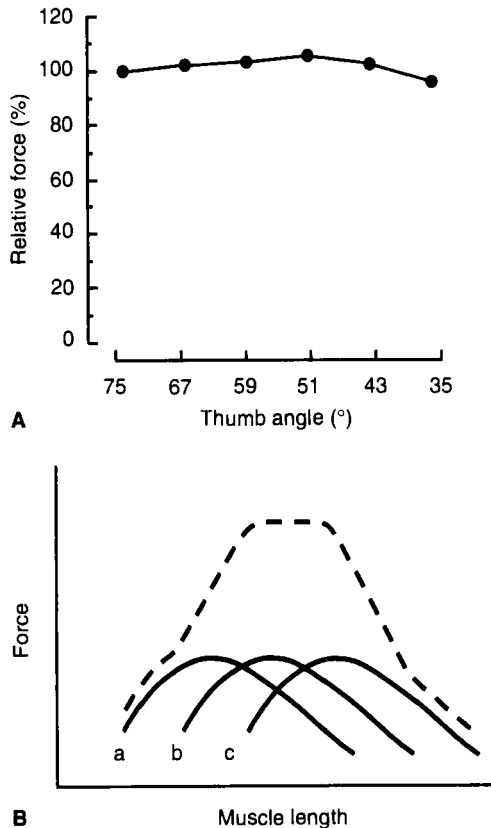 120
100
80
60
40
20
0
Relative force (%)
75 67 59 51 43 35
Thumb angle (°)
A
Force
a b c
B
Muscle length